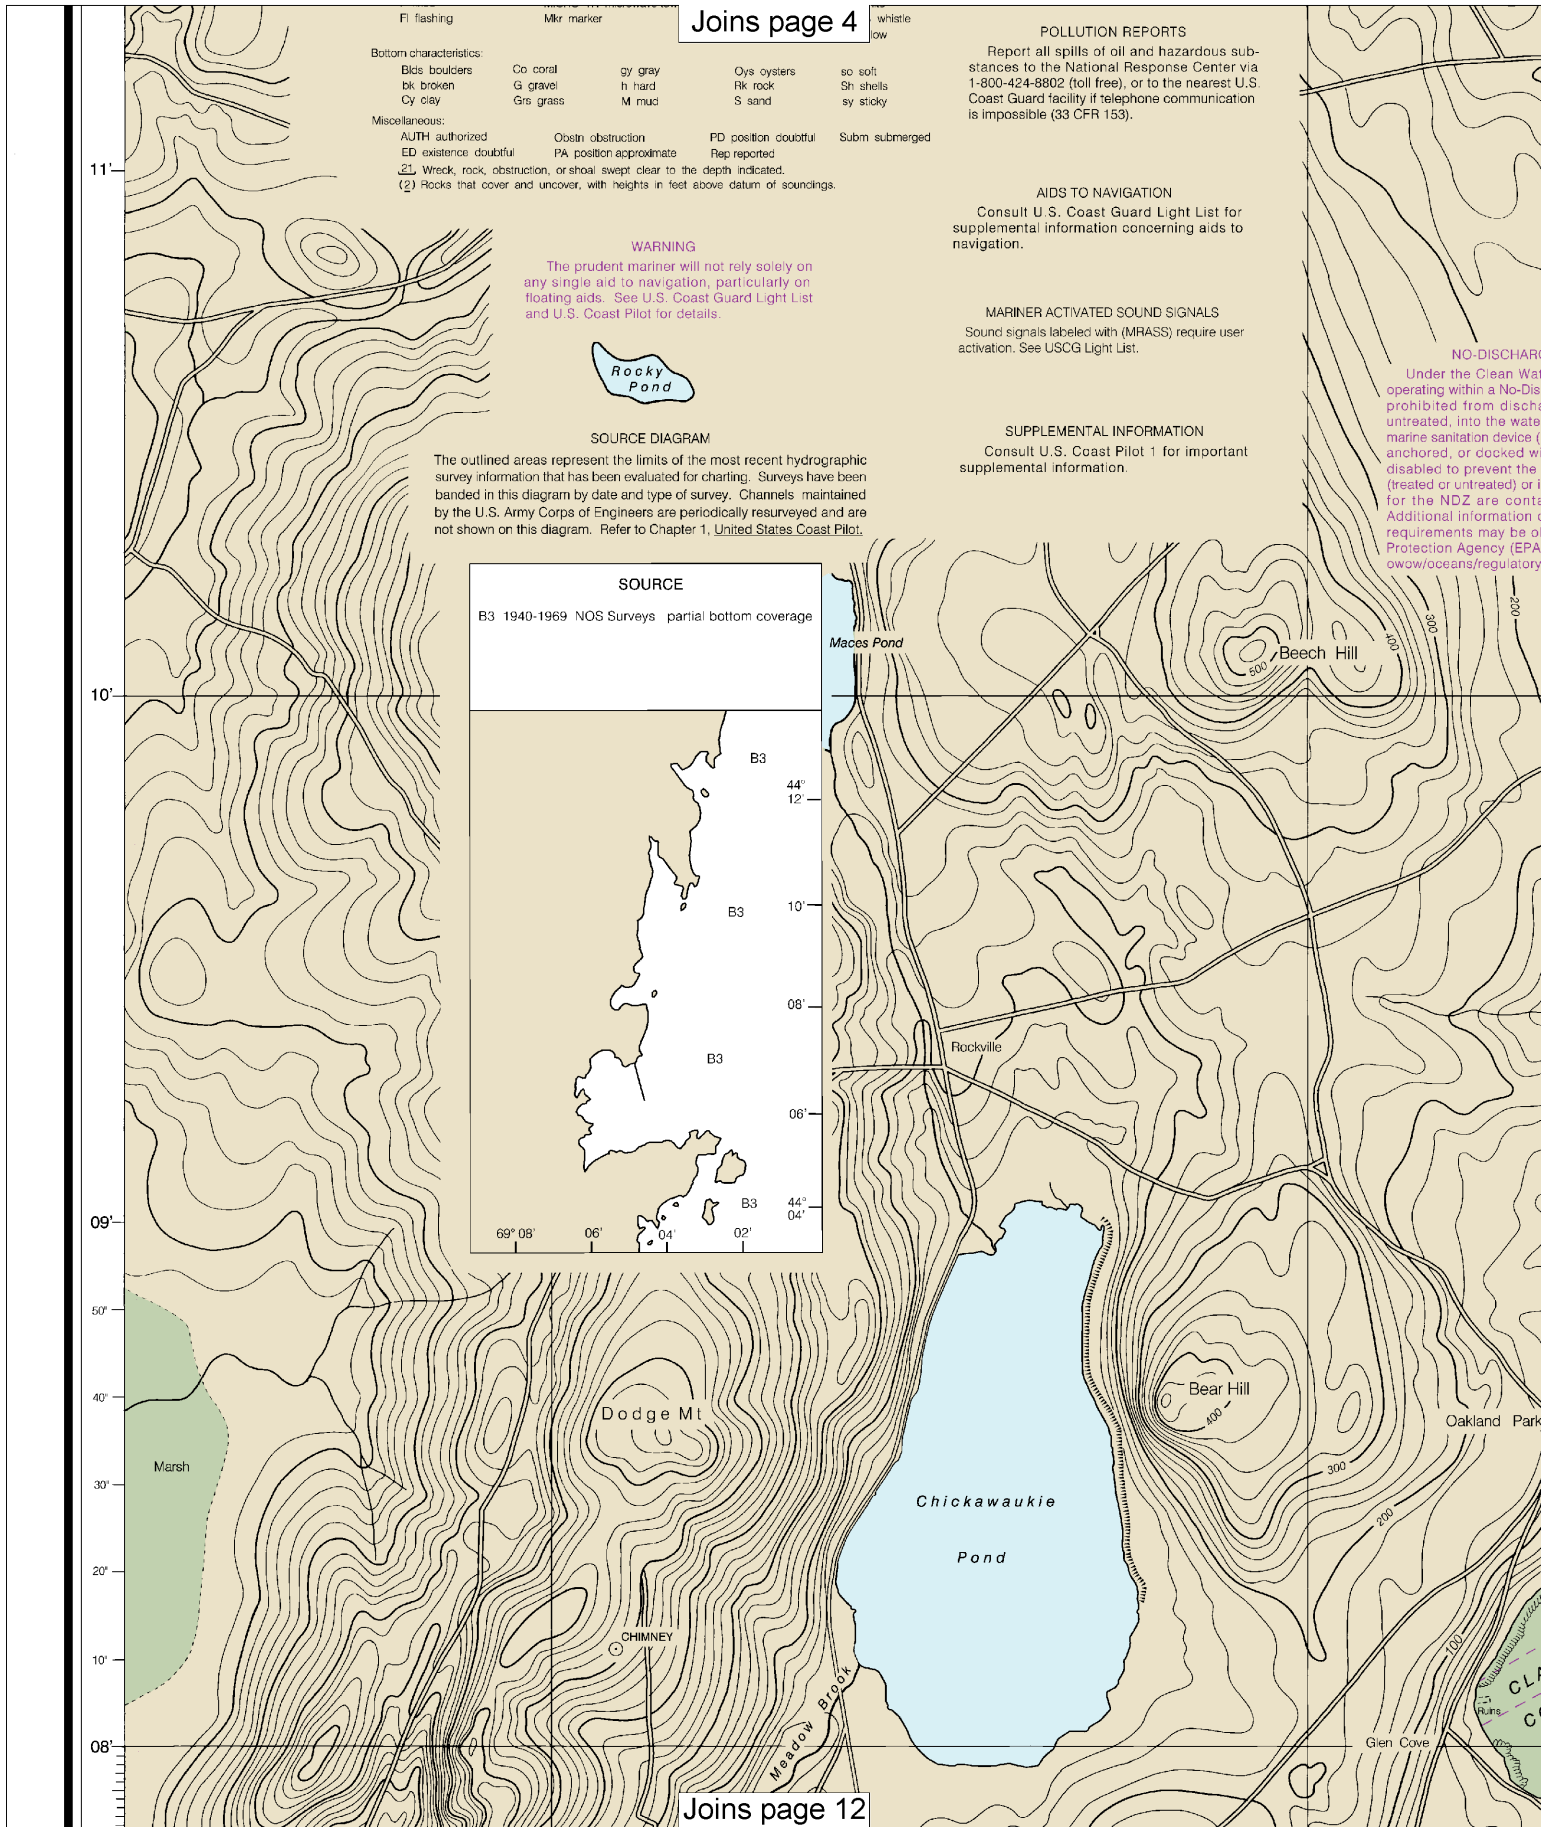 Joins page 4
Fl flashing
Mkr marker
whistle
Bottom characteristics:
Blds boulders
Co coral
gy gray
Oys oysters
so soft
bk broken
G gravel
h hard
Rk rock
Sh shells
Cy clay
Grs grass
M mud
S sand
sy sticky
Miscellaneous:
AUTH authorized
Obstn obstruction
PD position doubtful
Subm submerged
ED existence doubtful
PA position approximate
Rep reported
21, Wreck, rock, obstruction, or shoal swept clear to the depth indicated.
(2) Rocks that cover and uncover, with heights in feet above datum of soundings.
POLLUTION REPORTS
Report all spills of oil and hazardous sub-
stances to the National Response Center via
1-800-424-8802 (toll free), or to the nearest U.S.
Coast Guard facility if telephone communication
is impossible (33 CFR 153).
AIDS TO NAVIGATION
Consult U.S. Coast Guard Light List for
supplemental information concerning aids to
navigation.
WARNING
The prudent mariner will not rely solely on
any single aid to navigation, particularly on
floating aids. See U.S. Coast Guard Light List
and U.S. Coast Pilot for details.
MARINER ACTIVATED SOUND SIGNALS
Sound signals labeled with (MRASS) require user
activation. See USCG Light List.
Rocky
Pond
NO-DISCHARG
Under the Clean Wat
operating within a No-Dis
prohibited from discha
untreated, into the wate
marine sanitation device (
anchored, or docked wi
disabled to prevent the
(treated or untreated) or i
for the NDZ are conta
Additional information c
requirements may be ob
Protection Agency (EPA
owow/oceans/regulatory
SUPPLEMENTAL INFORMATION
Consult U.S. Coast Pilot 1 for important
supplemental information.
SOURCE DIAGRAM
The outlined areas represent the limits of the most recent hydrographic
survey information that has been evaluated for charting. Surveys have been
banded in this diagram by date and type of survey. Channels maintained
by the U.S. Army Corps of Engineers are periodically resurveyed and are
not shown on this diagram. Refer to Chapter 1, United States Coast Pilot.
SOURCE
B3 1940-1969 NOS Surveys partial bottom coverage
B3
44°
12'
B3
10'
08'
B3
06'
B3
44°
04'
69° 08'
06'
04'
02'
Maces Pond
Beech Hill
500
400
300
200
Rockville
Bear Hill
400
300
200
100
Oakland Park
Dodge Mt
Chickawaukie
Pond
Marsh
CHIMNEY
Meadow Brook
Glen Cove
Ruins
CLA
CO
11'
10'
09'
50"
40"
30"
20"
10"
08'
Joins page 12